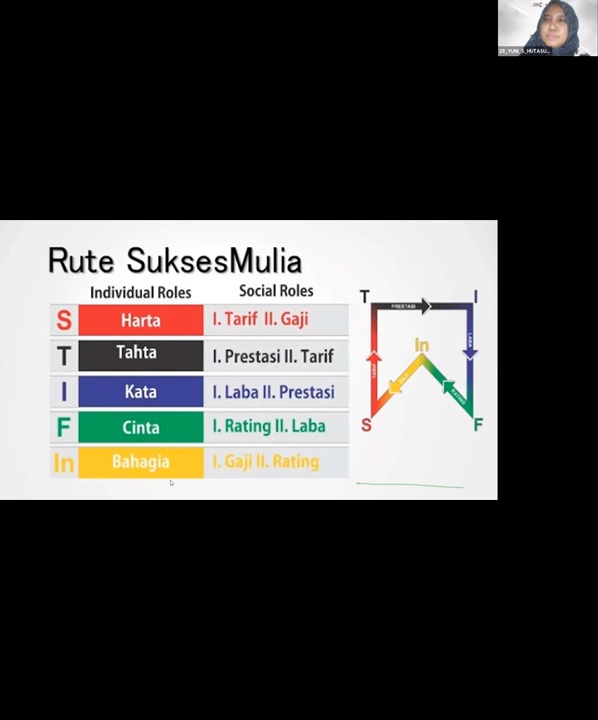 Rute SuksesMulia
Individual Roles Social Roles
S Harta I. Tarif II. Gaji
T Tahta I. Prestasi II. Tarif
I Kata I. Laba II. Prestasi
F Cinta I. Rating II. Laba
In Bahagia I. Gaji II. Rating
T PRESTASI I
LABA
In
RATING
S F